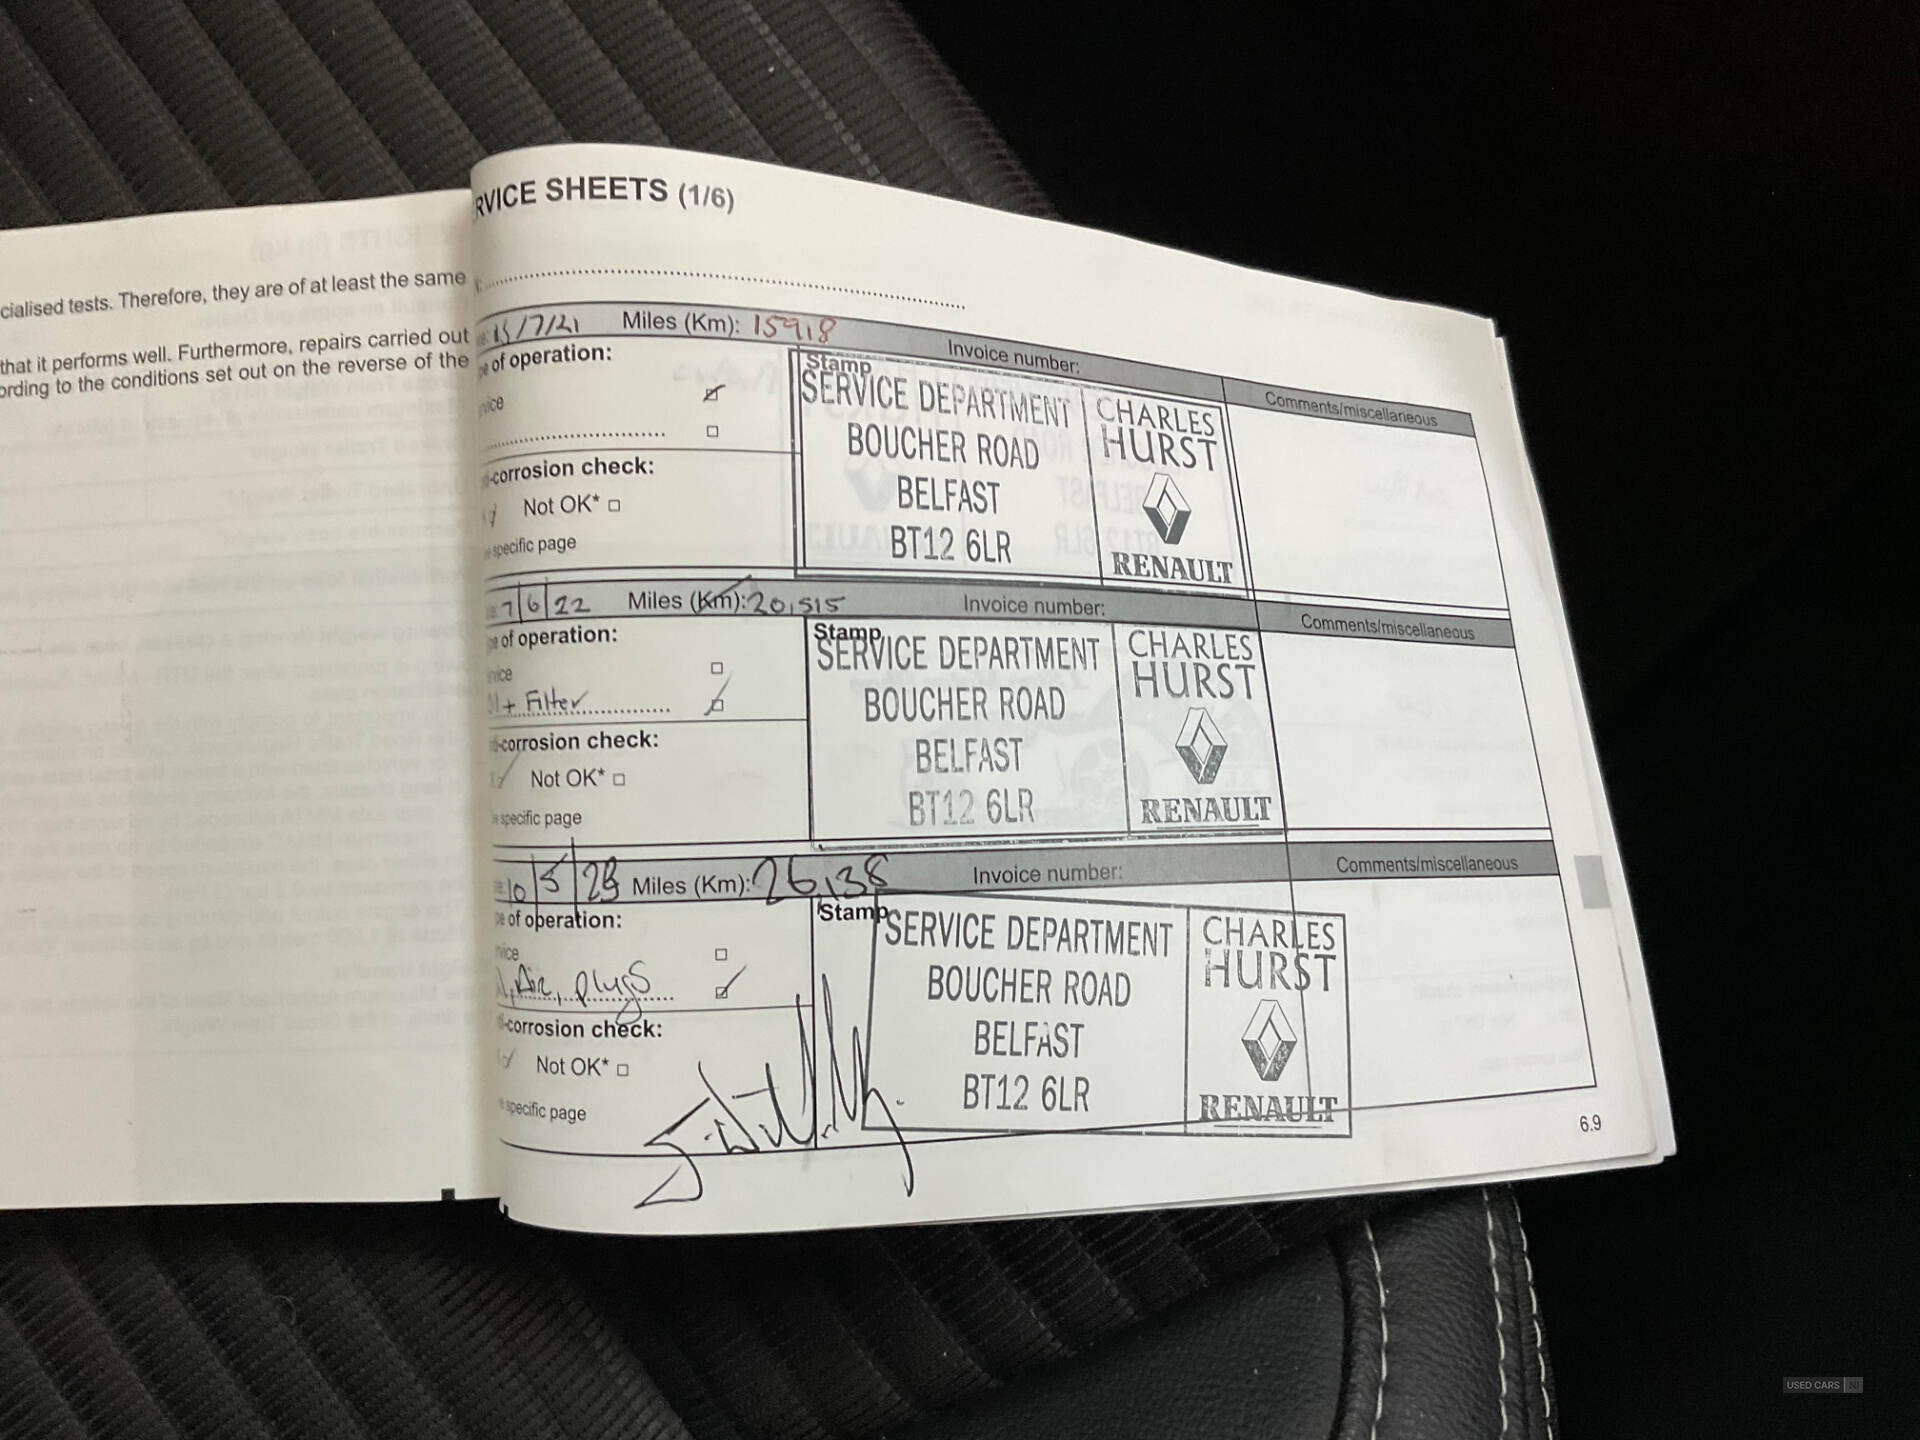 cialised tests. Therefore, they are of at least the same
that it performs well. Furthermore, repairs carried out
ording to the conditions set out on the reverse of the
RVICE SHEETS (1/6)
/7/21 Miles (Km): 15918 Invoice number:
Comments/miscellaneous
e of operation:
vice
Stamp
SERVICE DEPARTMENT
BOUCHER ROAD
BELFAST
BT12 6LR
CHARLES
HURST
RENAULT
-corrosion check:
Not OK*
specific page
7/6/22 Miles (Km): 20,515 Invoice number:
Comments/miscellaneous
e of operation:
vice
+ Filter
Stamp
SERVICE DEPARTMENT
BOUCHER ROAD
BELFAST
BT12 6LR
CHARLES
HURST
RENAULT
-corrosion check:
Not OK*
specific page
10/5/23 Miles (Km): 26,138 Invoice number:
Comments/miscellaneous
e of operation:
vice
, Air, plugs
Stamp
SERVICE DEPARTMENT
BOUCHER ROAD
BELFAST
BT12 6LR
CHARLES
HURST
RENAULT
-corrosion check:
Not OK*
specific page
6.9
USED CARS NI